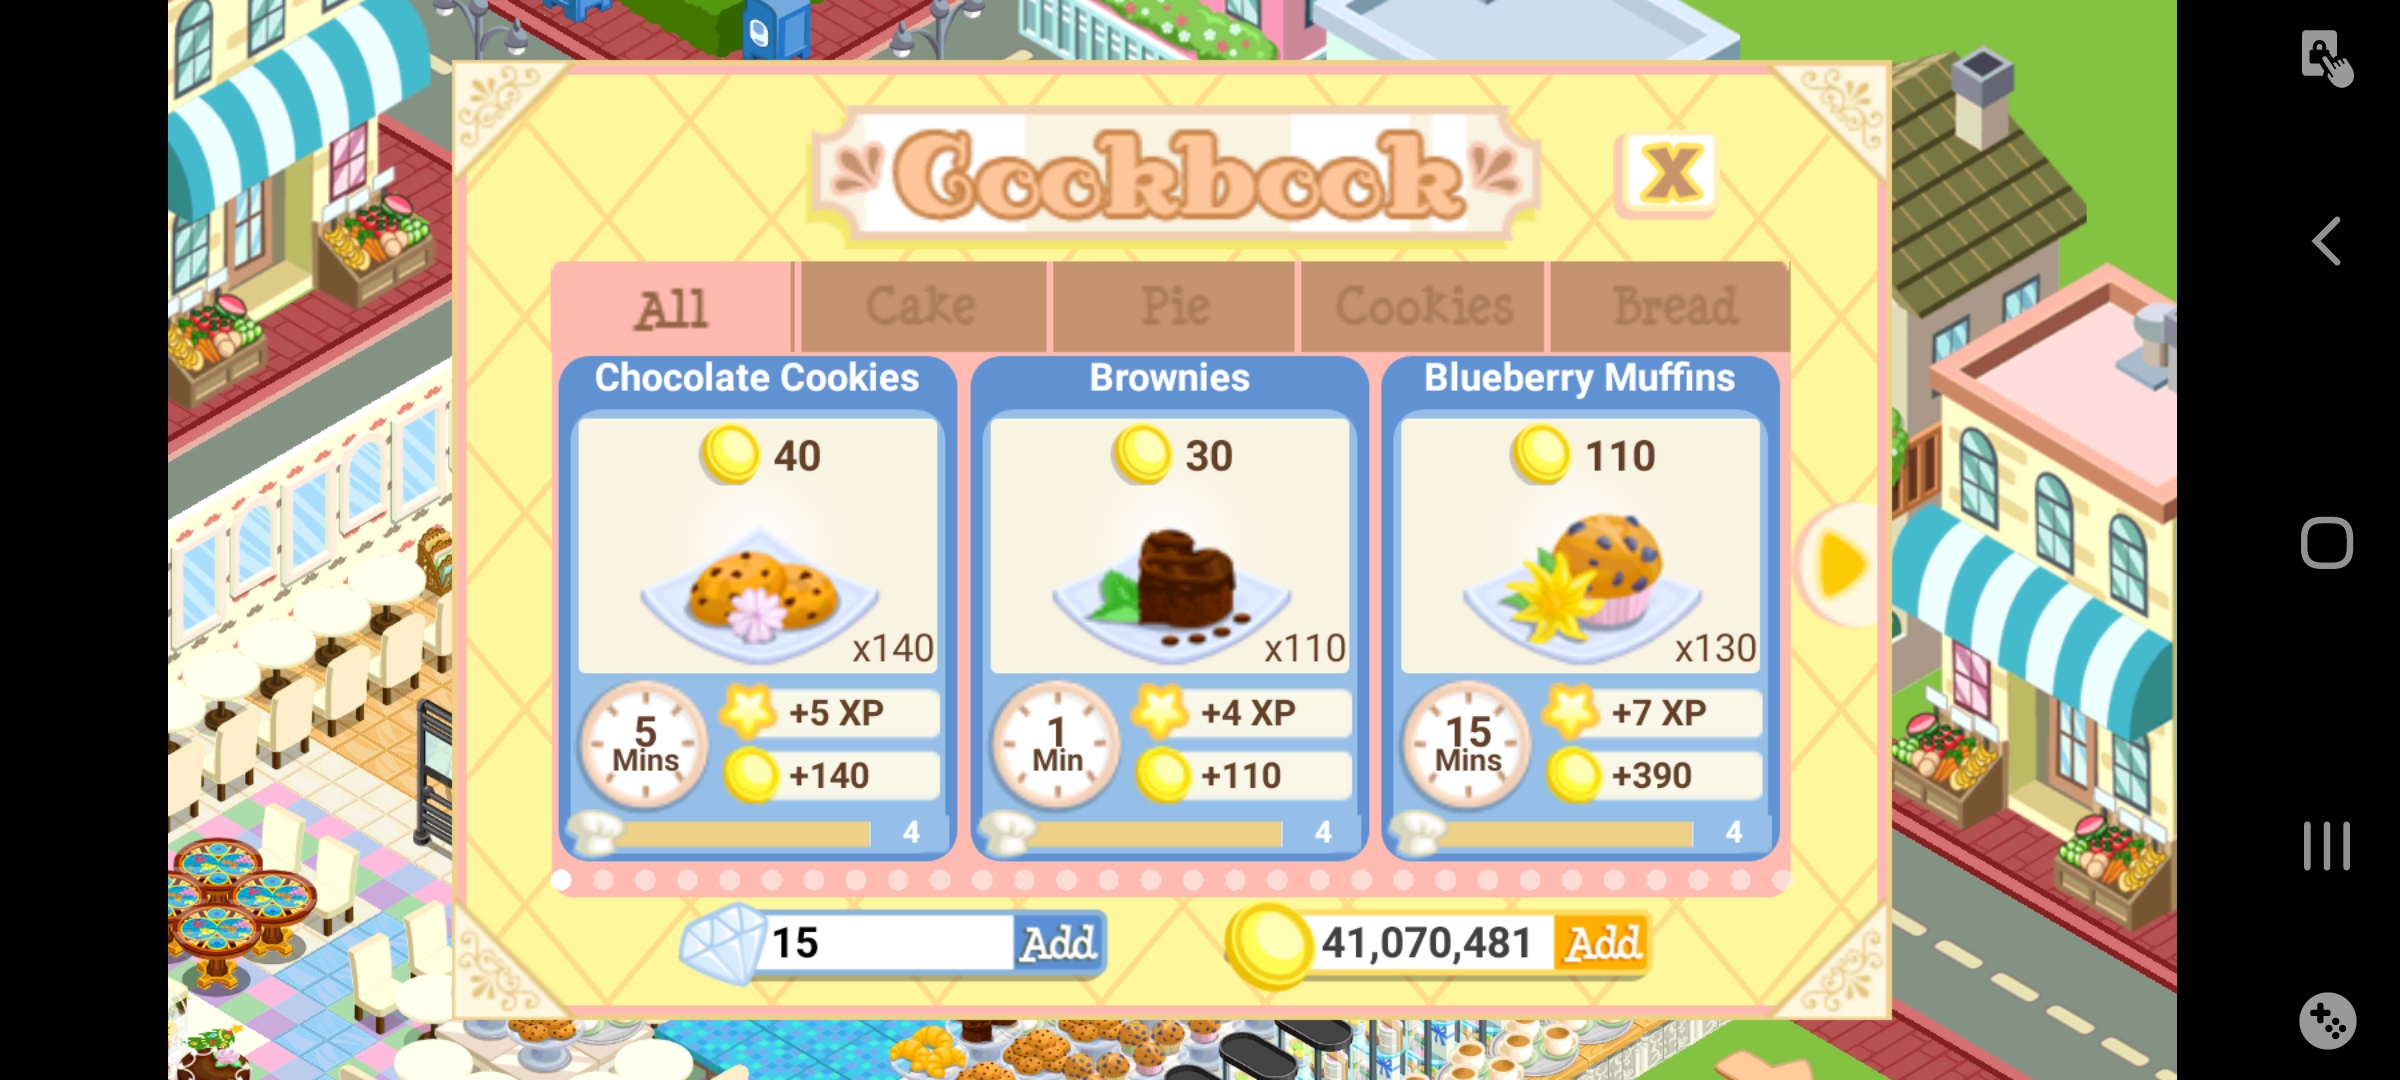 Cookbook
X
All Cake Pie Cookies Bread
Chocolate Cookies Brownies Blueberry Muffins
40 30 110
x140 x110 x130
5 Mins +5 XP +140
1 Min +4 XP +110
15 Mins +7 XP +390
4 4 4
15 Add 41,070,481 Add